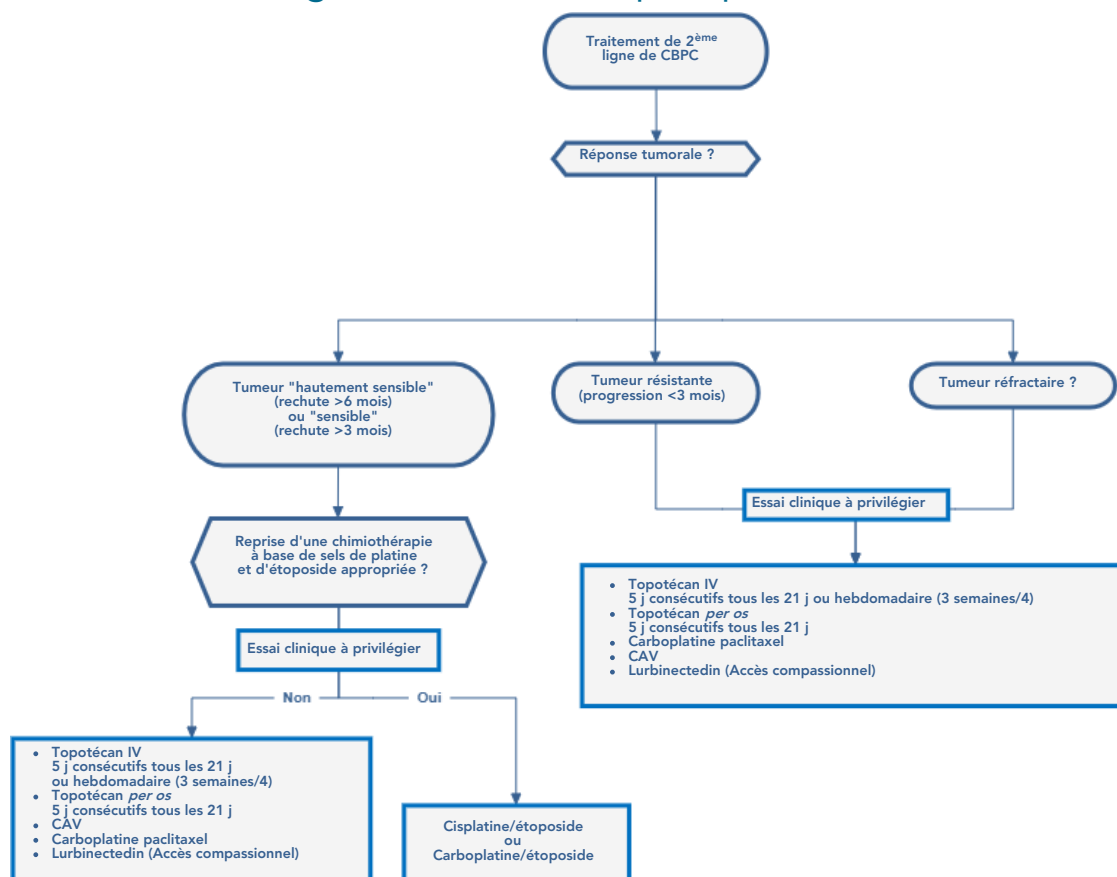 Traitement de 2ème
ligne de CBPC
Réponse tumorale ?
Tumeur "hautement sensible"
(rechute >6 mois)
ou "sensible"
(rechute >3 mois)
Tumeur résistante
(progression <3 mois)
Tumeur réfractaire ?
Reprise d'une chimiothérapie
à base de sels de platine
et d'étoposide appropriée ?
Essai clinique à privilégier
Essai clinique à privilégier
• Topotécan IV
5 j consécutifs tous les 21 j ou hebdomadaire (3 semaines/4)
• Topotécan per os
5 j consécutifs tous les 21 j
• Carboplatine paclitaxel
• CAV
• Lurbinectedin (Accès compassionnel)
Non
Oui
• Topotécan IV
5 j consécutifs tous les 21 j
ou hebdomadaire (3 semaines/4)
• Topotécan per os
5 j consécutifs tous les 21 j
• CAV
• Carboplatine paclitaxel
• Lurbinectedin (Accès compassionnel)
Cisplatine/étoposide
ou
Carboplatine/étoposide